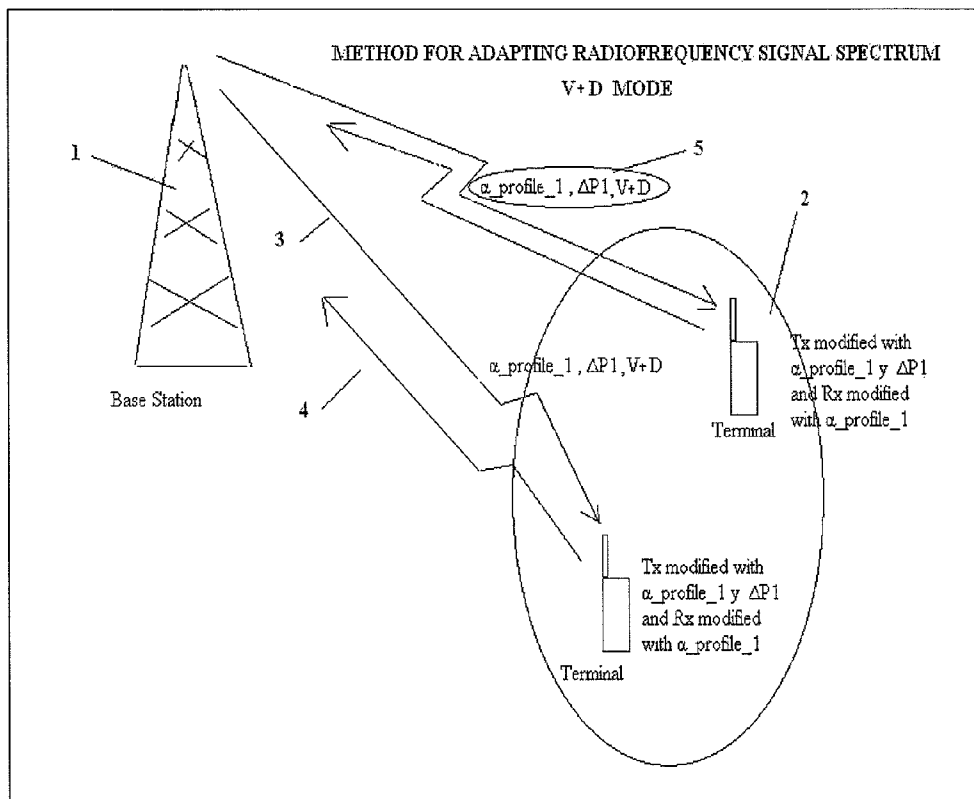 METHOD FOR ADAPTING RADIOFREQUENCY SIGNAL SPECTRUM
V+D MODE
1
5
α_profile_1 , ΔP1, V+D
2
3
Tx modified with
α_profile_1 y ΔP1
and Rx modified
with α_profile_1
Terminal
α_profile_1 , ΔP1, V+D
Base Station
4
Tx modified with
α_profile_1 y ΔP1
and Rx modified
with α_profile_1
Terminal